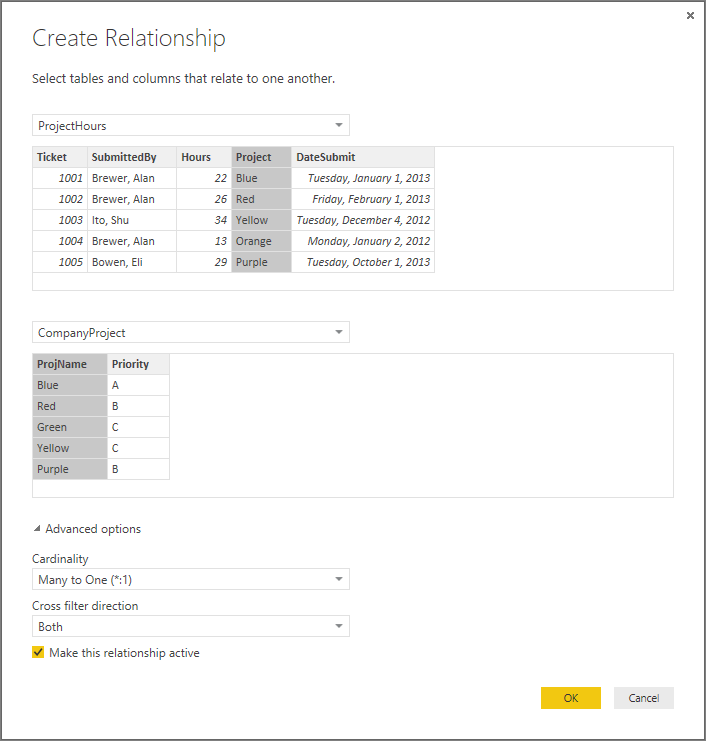 Create Relationship
Select tables and columns that relate to one another.
ProjectHours
Ticket SubmittedBy Hours Project DateSubmit
1001 Brewer, Alan 22 Blue Tuesday, January 1, 2013
1002 Brewer, Alan 26 Red Friday, February 1, 2013
1003 Ito, Shu 34 Yellow Tuesday, December 4, 2012
1004 Brewer, Alan 13 Orange Monday, January 2, 2012
1005 Bowen, Eli 29 Purple Tuesday, October 1, 2013
CompanyProject
ProjName Priority
Blue A
Red B
Green C
Yellow C
Purple B
Advanced options
Cardinality
Many to One (*:1)
Cross filter direction
Both
Make this relationship active
OK Cancel